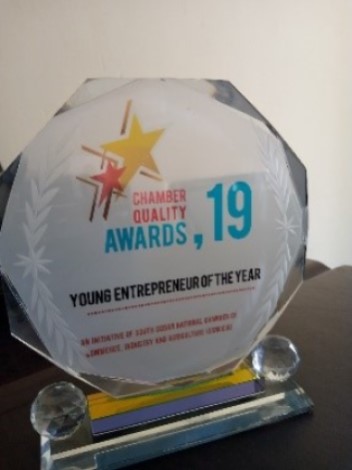 CHAMBER
QUALITY
AWARDS ,19
YOUNG ENTREPRENEUR OF THE YEAR
AN INITIATIVE OF SOUTH SUDAN NATIONAL CHAMBER OF
COMMERCE, INDUSTRY AND AGRICULTURE